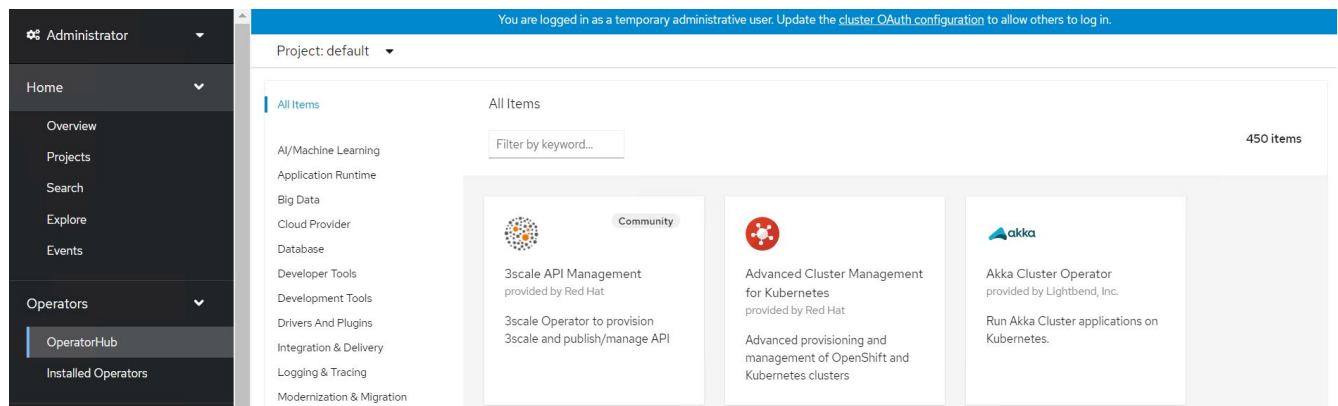 You are logged in as a temporary administrative user. Update the cluster OAuth configuration to allow others to log in.
Administrator
Home
Overview
Projects
Search
Explore
Events
Operators
OperatorHub
Installed Operators
Project: default
All Items
AI/Machine Learning
Application Runtime
Big Data
Cloud Provider
Database
Developer Tools
Development Tools
Drivers And Plugins
Integration & Delivery
Logging & Tracing
Modernization & Migration
All Items
Filter by keyword...
450 items
Community
3scale API Management
provided by Red Hat
3scale Operator to provision
3scale and publish/manage API
Advanced Cluster Management
for Kubernetes
provided by Red Hat
Advanced provisioning and
management of OpenShift and
Kubernetes clusters
akka
Akka Cluster Operator
provided by Lightbend, Inc.
Run Akka Cluster applications on
Kubernetes.